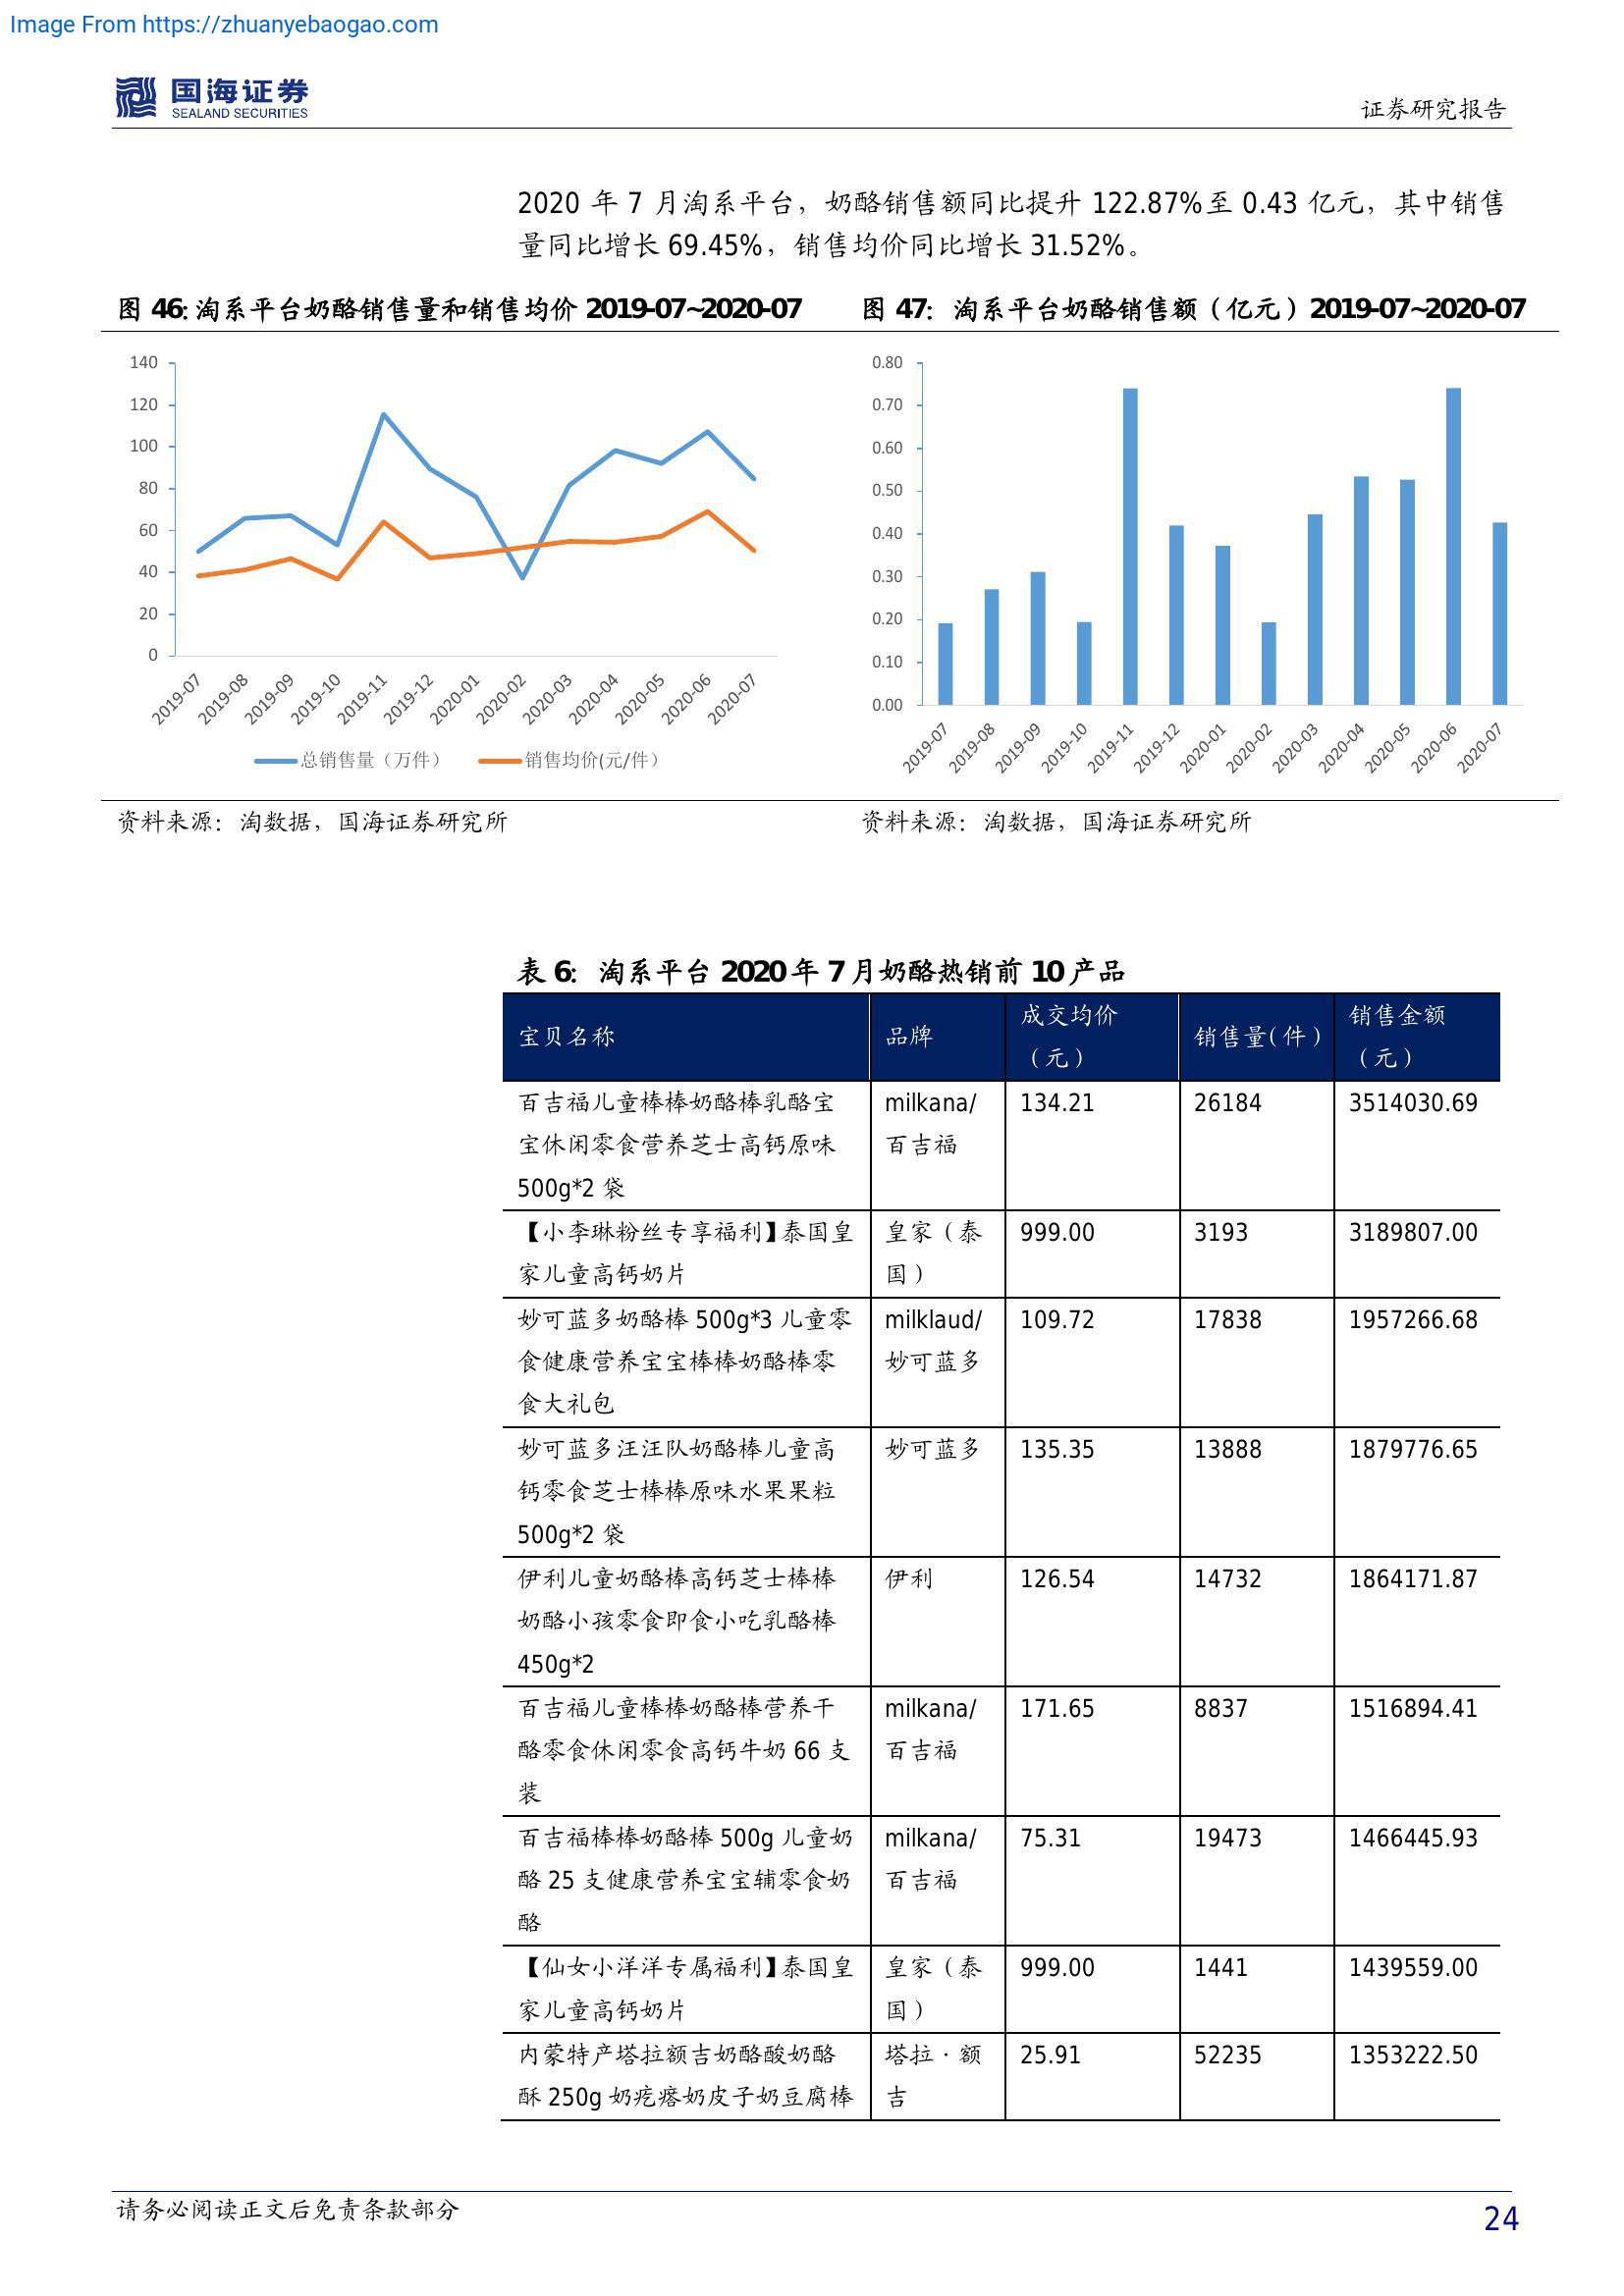 Image From https://zhuanyebaogao.com
国海证券
SEALAND SECURITIES
证券研究报告
2020 年 7 月淘系平台，奶酪销售额同比提升 122.87%至 0.43 亿元，其中销售
量同比增长 69.45%，销售均价同比增长 31.52%。
图 46: 淘系平台奶酪销售量和销售均价 2019-07~2020-07
140
120
100
80
60
40
20
0
2019-07
2019-08
2019-09
2019-10
2019-11
2019-12
2020-01
2020-02
2020-03
2020-04
2020-05
2020-06
2020-07
总销售量（万件）
销售均价(元/件）
资料来源：淘数据，国海证券研究所
图 47: 淘系平台奶酪销售额（亿元）2019-07~2020-07
0.80
0.70
0.60
0.50
0.40
0.30
0.20
0.10
0.00
2019-07
2019-08
2019-09
2019-10
2019-11
2019-12
2020-01
2020-02
2020-03
2020-04
2020-05
2020-06
2020-07
资料来源：淘数据，国海证券研究所
表 6: 淘系平台 2020 年 7 月奶酪热销前 10 产品
宝贝名称
品牌
成交均价
（元）
销售量(件)
销售金额
（元）
百吉福儿童棒棒奶酪棒乳酪宝
宝休闲零食营养芝士高钙原味
500g*2 袋
milkana/
百吉福
134.21
26184
3514030.69
【小李琳粉丝专享福利】泰国皇
家儿童高钙奶片
皇家（泰
国）
999.00
3193
3189807.00
妙可蓝多奶酪棒 500g*3 儿童零
食健康营养宝宝棒棒奶酪棒零
食大礼包
milklaud/
妙可蓝多
109.72
17838
1957266.68
妙可蓝多汪汪队奶酪棒儿童高
钙零食芝士棒棒原味水果果粒
500g*2 袋
妙可蓝多
135.35
13888
1879776.65
伊利儿童奶酪棒高钙芝士棒棒
奶酪小孩零食即食小吃乳酪棒
450g*2
伊利
126.54
14732
1864171.87
百吉福儿童棒棒奶酪棒营养干
酪零食休闲零食高钙牛奶 66 支
装
milkana/
百吉福
171.65
8837
1516894.41
百吉福棒棒奶酪棒 500g 儿童奶
酪 25 支健康营养宝宝辅零食奶
酪
milkana/
百吉福
75.31
19473
1466445.93
【仙女小洋洋专属福利】泰国皇
家儿童高钙奶片
皇家（泰
国）
999.00
1441
1439559.00
内蒙特产塔拉额吉奶酪酸奶酪
酥 250g 奶疙瘩奶皮子奶豆腐棒
塔拉·额
吉
25.91
52235
1353222.50
请务必阅读正文后免责条款部分
24